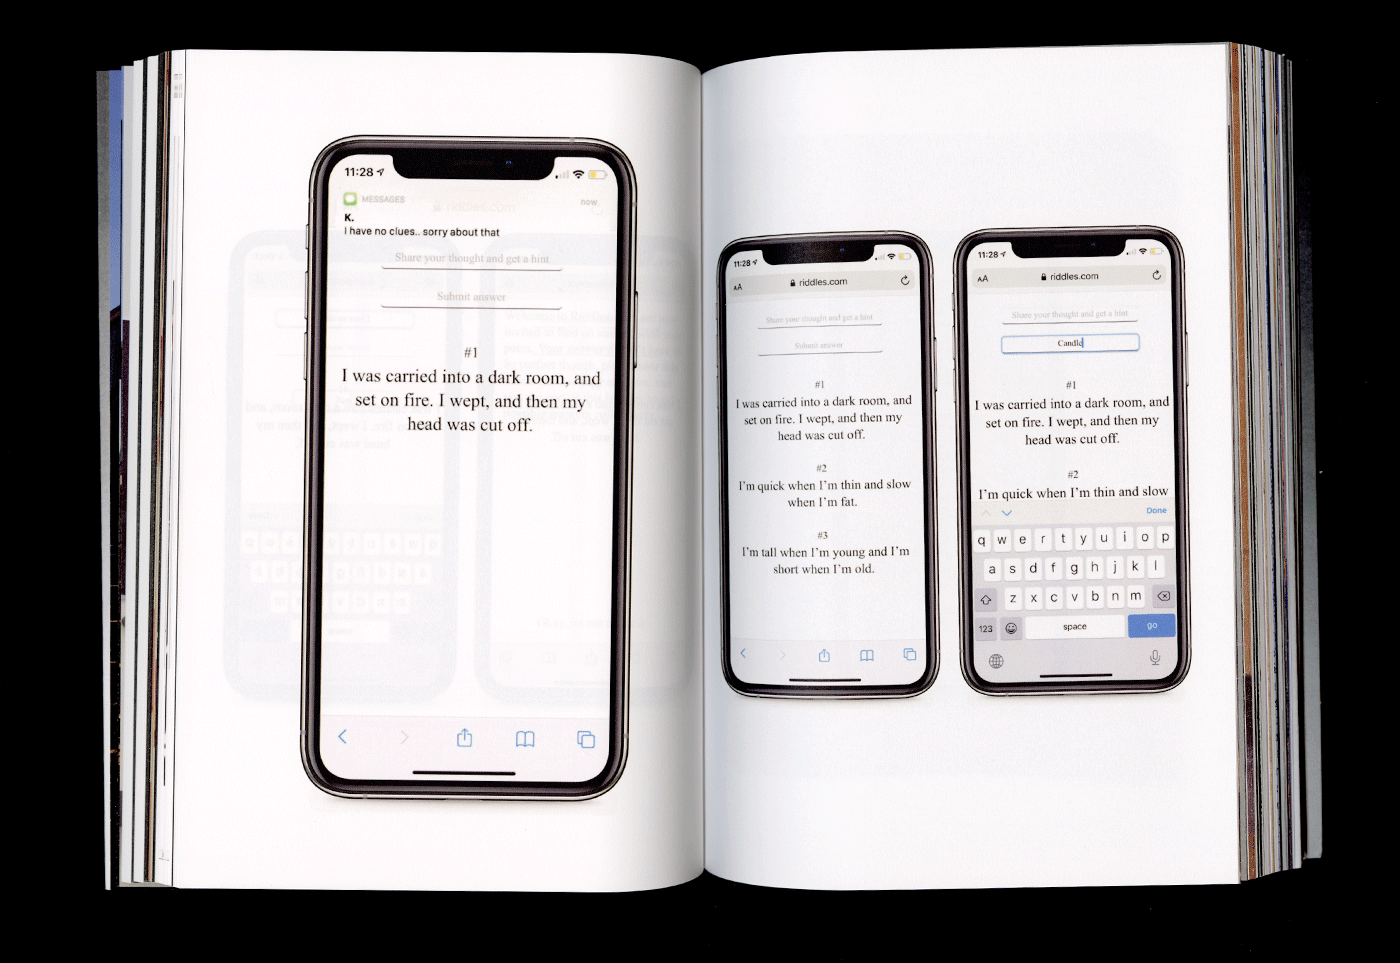 11:28
MESSAGES
now
K.
I have no clues.. sorry about that
riddles.com
Share your thought and get a hint
Submit answer
#1
I was carried into a dark room, and
set on fire. I wept, and then my
head was cut off.
11:28
AA
riddles.com
Share your thought and get a hint
Submit answer
#1
I was carried into a dark room, and
set on fire. I wept, and then my
head was cut off.
#2
I'm quick when I'm thin and slow
when I'm fat.
#3
I'm tall when I'm young and I'm
short when I'm old.
11:28
AA
riddles.com
Share your thought and get a hint
Candle
#1
I was carried into a dark room, and
set on fire. I wept, and then my
head was cut off.
#2
I'm quick when I'm thin and slow
Done
q w e r t y u i o p
a s d f g h j k l
z x c v b n m
123 space go